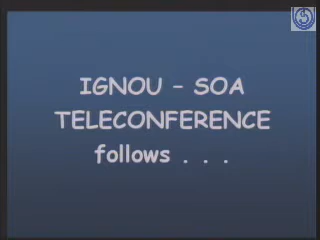 IGNOU – SOA
TELECONFERENCE
follows . . .